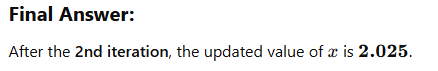 Final Answer:
After the 2nd iteration, the updated value of x is 2.025.